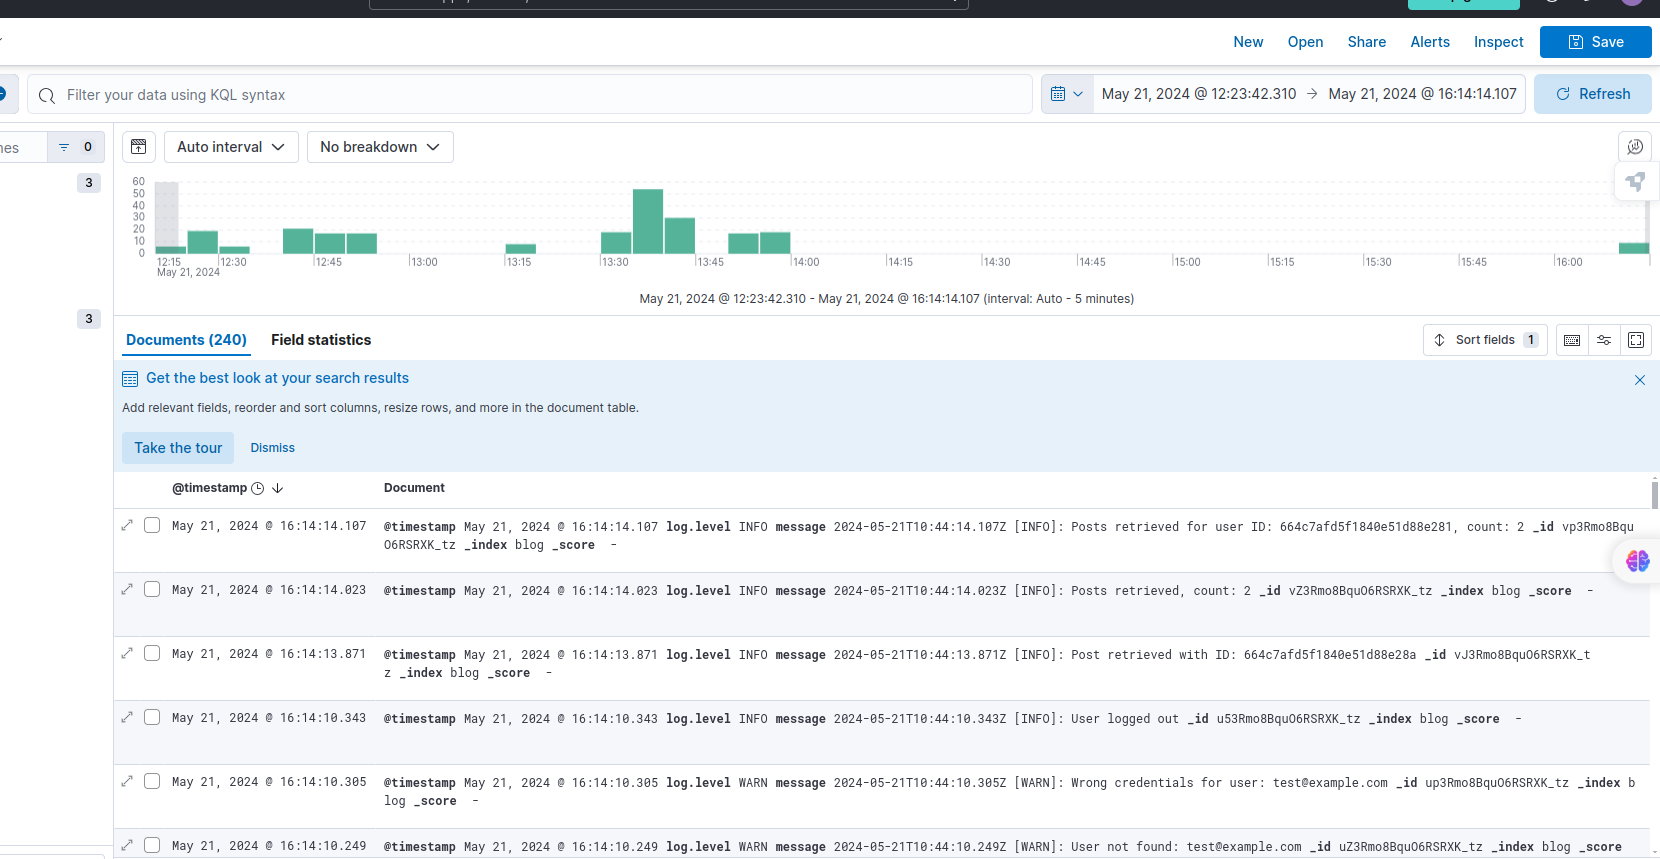 New Open Share Alerts Inspect Save
Filter your data using KQL syntax
May 21, 2024 @ 12:23:42.310 → May 21, 2024 @ 16:14:14.107
Refresh
0
Auto interval
No breakdown
3
60
50
40
30
20
10
0
12:15 12:30 12:45 13:00 13:15 13:30 13:45 14:00 14:15 14:30 14:45 15:00 15:15 15:30 15:45 16:00
May 21, 2024
May 21, 2024 @ 12:23:42.310 - May 21, 2024 @ 16:14:14.107 (interval: Auto - 5 minutes)
3
Documents (240) Field statistics
Sort fields 1
Get the best look at your search results
Add relevant fields, reorder and sort columns, resize rows, and more in the document table.
Take the tour Dismiss
@timestamp Document
May 21, 2024 @ 16:14:14.107 @timestamp May 21, 2024 @ 16:14:14.107 log.level INFO message 2024-05-21T10:44:14.107Z [INFO]: Posts retrieved for user ID: 664c7afd5f1840e51d88e281, count: 2 _id vp3Rmo8Bqu
O6RSRXK_tz _index blog _score -
May 21, 2024 @ 16:14:14.023 @timestamp May 21, 2024 @ 16:14:14.023 log.level INFO message 2024-05-21T10:44:14.023Z [INFO]: Posts retrieved, count: 2 _id vZ3Rmo8BquO6RSRXK_tz _index blog _score -
May 21, 2024 @ 16:14:13.871 @timestamp May 21, 2024 @ 16:14:13.871 log.level INFO message 2024-05-21T10:44:13.871Z [INFO]: Post retrieved with ID: 664c7afd5f1840e51d88e28a _id vJ3Rmo8BquO6RSRXK_t
z _index blog _score -
May 21, 2024 @ 16:14:10.343 @timestamp May 21, 2024 @ 16:14:10.343 log.level INFO message 2024-05-21T10:44:10.343Z [INFO]: User logged out _id u53Rmo8BquO6RSRXK_tz _index blog _score -
May 21, 2024 @ 16:14:10.305 @timestamp May 21, 2024 @ 16:14:10.305 log.level WARN message 2024-05-21T10:44:10.305Z [WARN]: Wrong credentials for user: test@example.com _id up3Rmo8BquO6RSRXK_tz _index b
log _score -
May 21, 2024 @ 16:14:10.249 @timestamp May 21, 2024 @ 16:14:10.249 log.level WARN message 2024-05-21T10:44:10.249Z [WARN]: User not found: test@example.com _id uZ3Rmo8BquO6RSRXK_tz _index blog _score